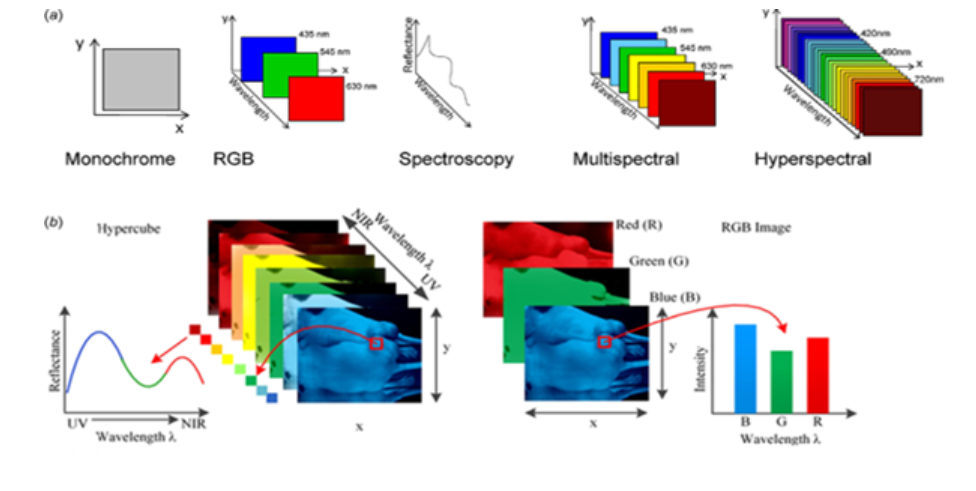 (a)
y
x
Monochrome
y
435 nm
545 nm
x
630 nm
Wavelength
RGB
Reflectance
Wavelength
Spectroscopy
y
435 nm
545 nm
630 nm
x
Wavelength
Multispectral
y
420nm
490nm
x
720nm
Wavelength
Hyperspectral
(b)
Hypercube
NIR
Wavelength λ
UV
y
x
Reflectance
UV
NIR
Wavelength λ
Red (R)
Green (G)
Blue (B)
y
x
RGB Image
Intensity
B G R
Wavelength λ